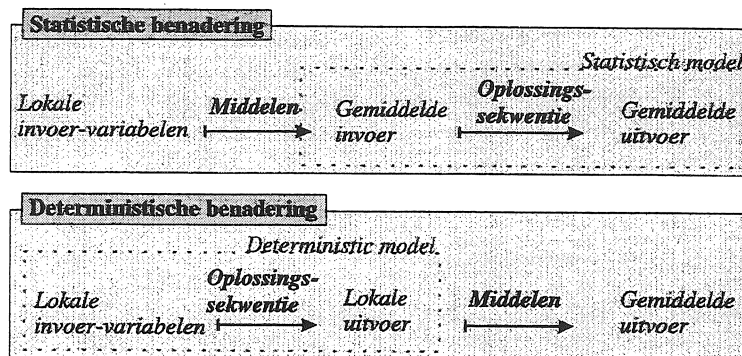 Statistische benadering
Statistisch model
Lokale
invoer-variabelen
Middelen
Gemiddelde
invoer
Oplossings-
sekwentie
Gemiddelde
uitvoer
Deterministische benadering
Deterministic model
Lokale
invoer-variabelen
Oplossings-
sekwentie
Lokale
uitvoer
Middelen
Gemiddelde
uitvoer